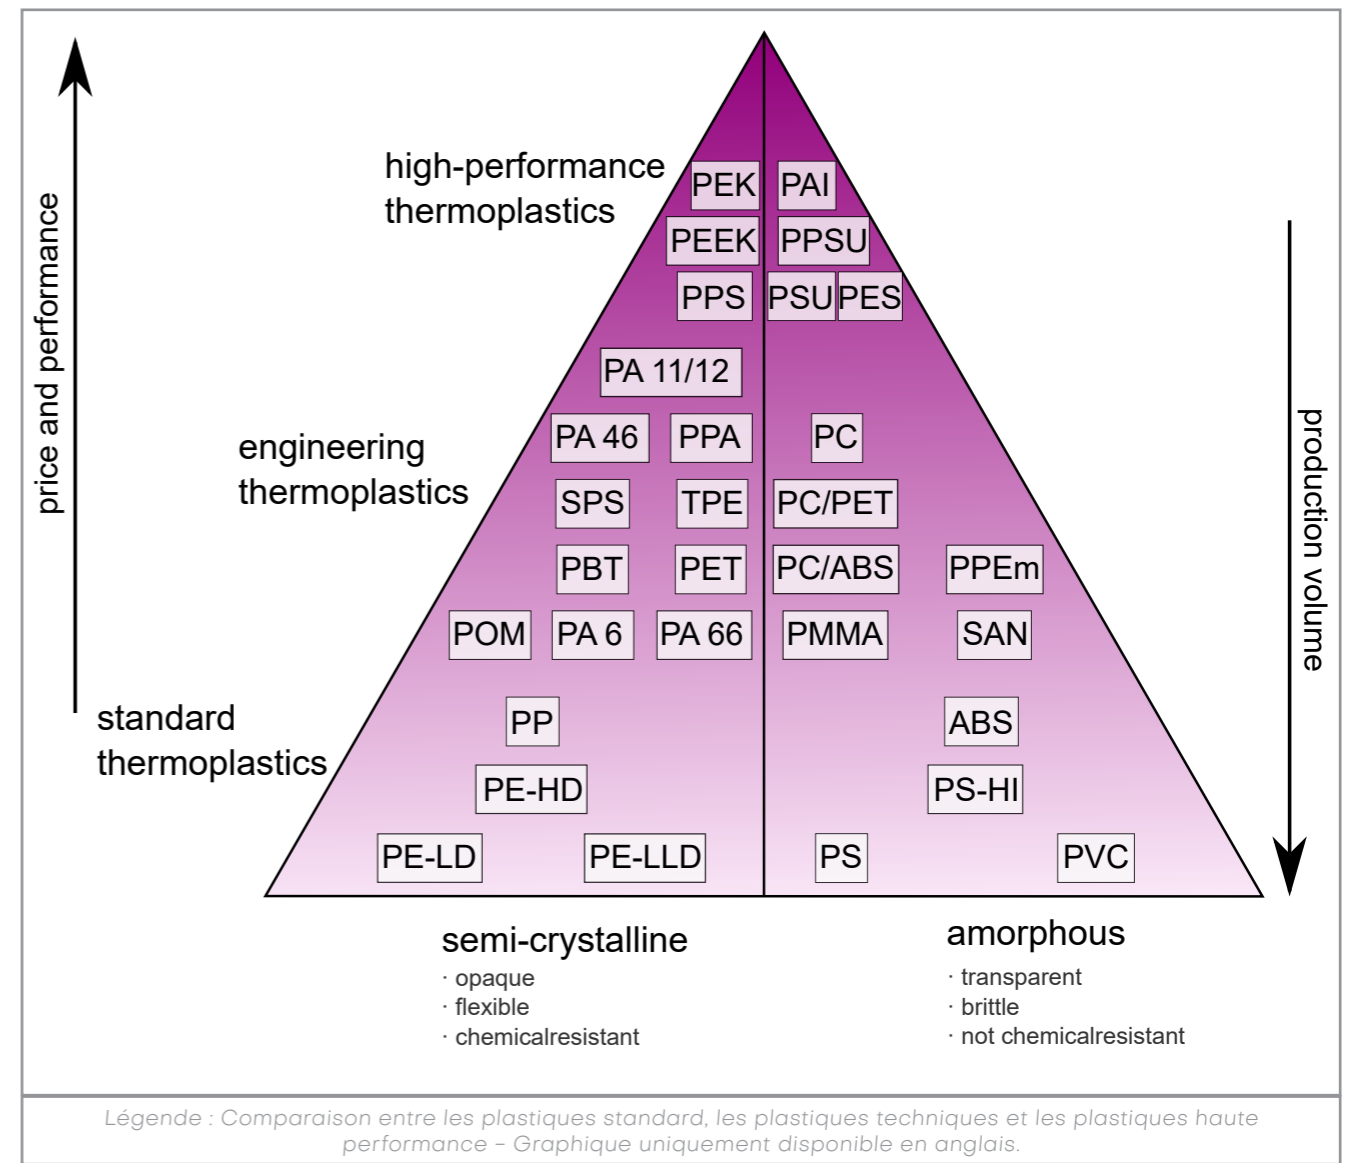 high-performance
thermoplastics
PEK PAI
PEEK PPSU
PPS PSU PES
price and performance
PA 11/12
engineering
thermoplastics
PA 46 PPA PC
SPS TPE PC/PET
PBT PET PC/ABS PPEm
POM PA 6 PA 66 PMMA SAN
production volume
standard
thermoplastics
PP ABS
PE-HD PS-HI
PE-LD PE-LLD PS PVC
semi-crystalline
· opaque
· flexible
· chemicalresistant
amorphous
· transparent
· brittle
· not chemicalresistant
Légende : Comparaison entre les plastiques standard, les plastiques techniques et les plastiques haute
performance – Graphique uniquement disponible en anglais.